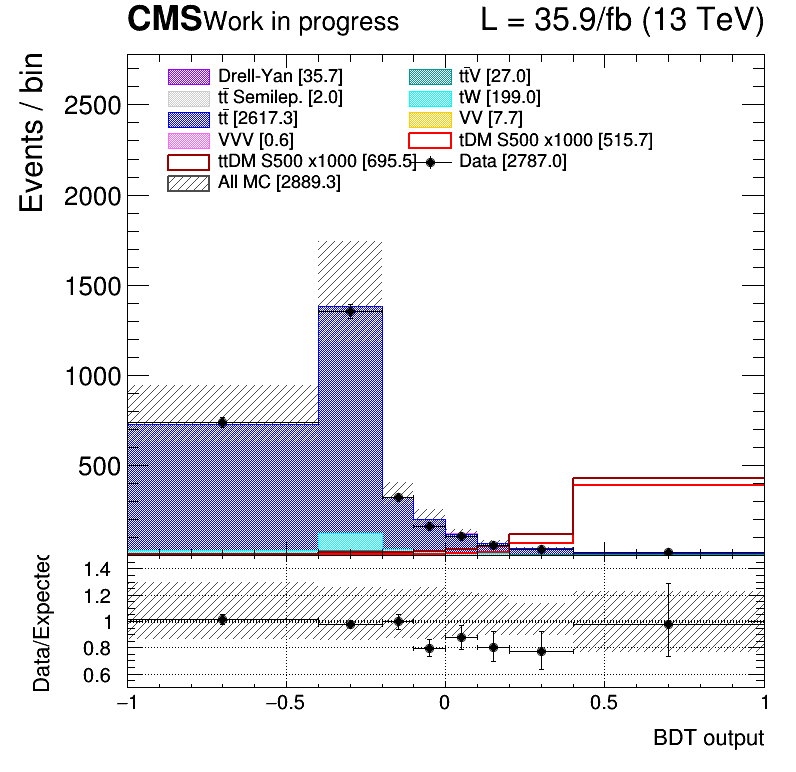 CMS Work in progress L = 35.9/fb (13 TeV)
Events / bin
2500
2000
1500
1000
500
Drell-Yan [35.7]
tt̄V [27.0]
tt̄ Semilep. [2.0]
tW [199.0]
tt̄ [2617.3]
VV [7.7]
VVV [0.6]
tDM S500 x1000 [515.7]
ttDM S500 x1000 [695.5]
Data [2787.0]
All MC [2889.3]
Data/Expected
1.4
1.2
1
0.8
0.6
−1 −0.5 0 0.5 1
BDT output